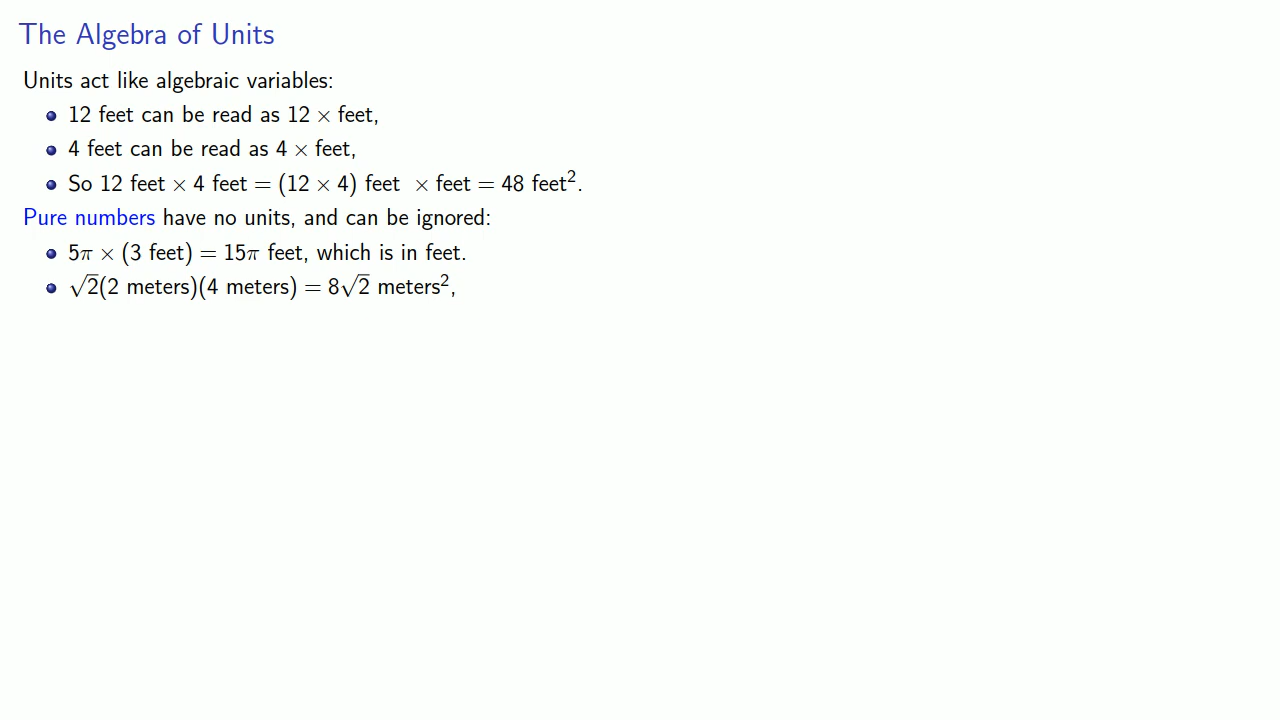 The Algebra of Units
Units act like algebraic variables:
12 feet can be read as 12 × feet,
4 feet can be read as 4 × feet,
So 12 feet × 4 feet = (12 × 4) feet × feet = 48 feet².
Pure numbers have no units, and can be ignored:
5π × (3 feet) = 15π feet, which is in feet.
√2(2 meters)(4 meters) = 8√2 meters²,